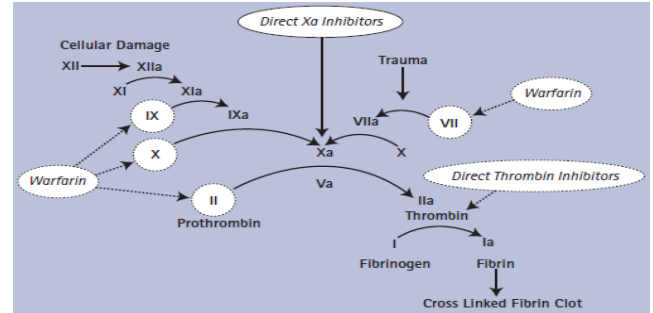 Direct Xa Inhibitors
Cellular Damage
XII XIIa
Trauma
XI XIa
Warfarin
IX IXa
VIIa VII
X Xa X
Warfarin
Va
II
Prothrombin
Direct Thrombin Inhibitors
IIa
Thrombin
I Ia
Fibrinogen Fibrin
Cross Linked Fibrin Clot